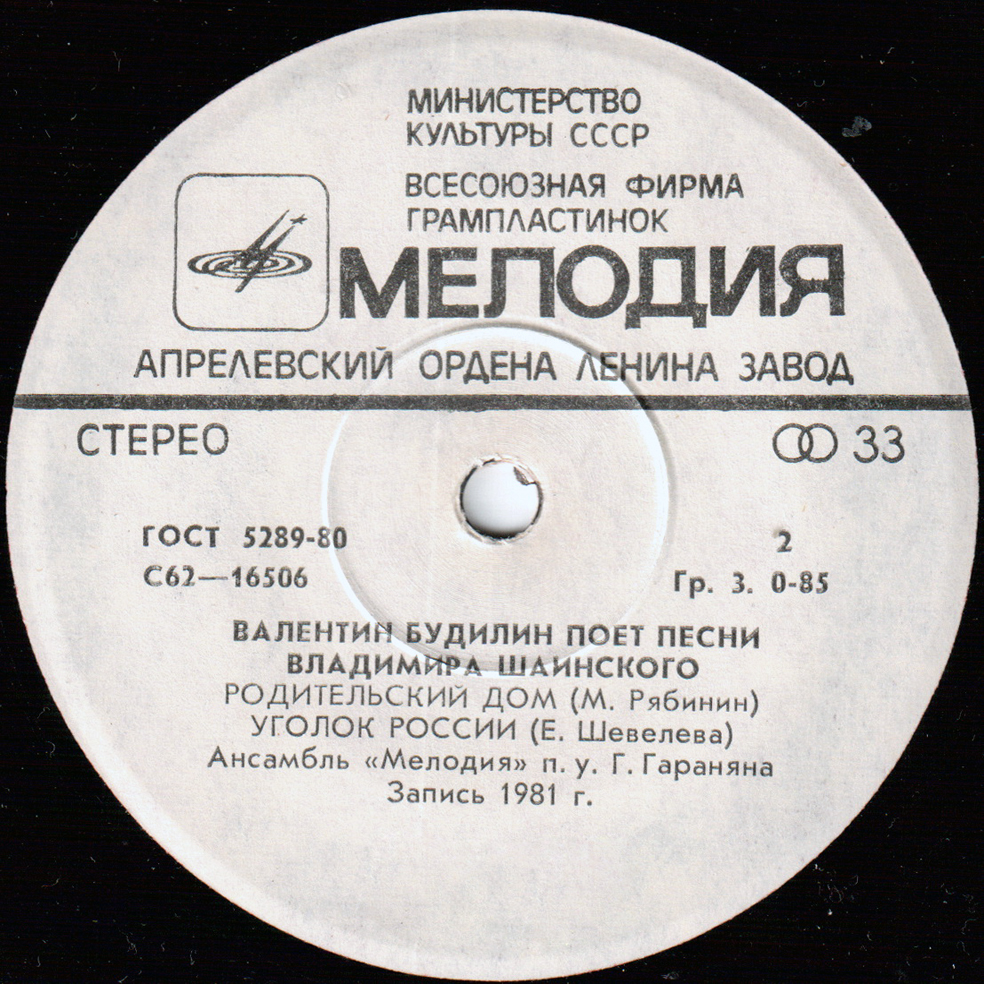 МИНИСТЕРСТВО
КУЛЬТУРЫ СССР
ВСЕСОЮЗНАЯ ФИРМА
ГРАМПЛАСТИНОК
МЕЛОДИЯ
АПРЕЛЕВСКИЙ ОРДЕНА ЛЕНИНА ЗАВОД
СТЕРЕО 33
ГОСТ 5289-80 2
С62—16506 Гр. 3. 0-85
ВАЛЕНТИН БУДИЛИН ПОЕТ ПЕСНИ
ВЛАДИМИРА ШАИНСКОГО
РОДИТЕЛЬСКИЙ ДОМ (М. Рябинин)
УГОЛОК РОССИИ (Е. Шевелева)
Ансамбль «Мелодия» п. у. Г. Гараняна
Запись 1981 г.